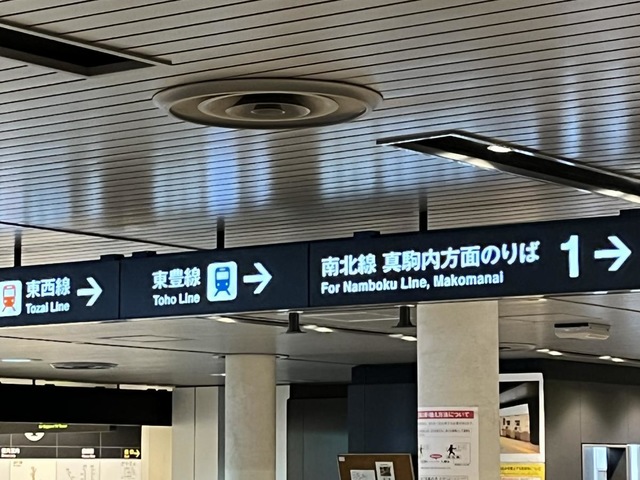 東西線
Tozai Line
東豊線
Toho Line
南北線 真駒内方面のりば 1
For Namboku Line, Makomanai